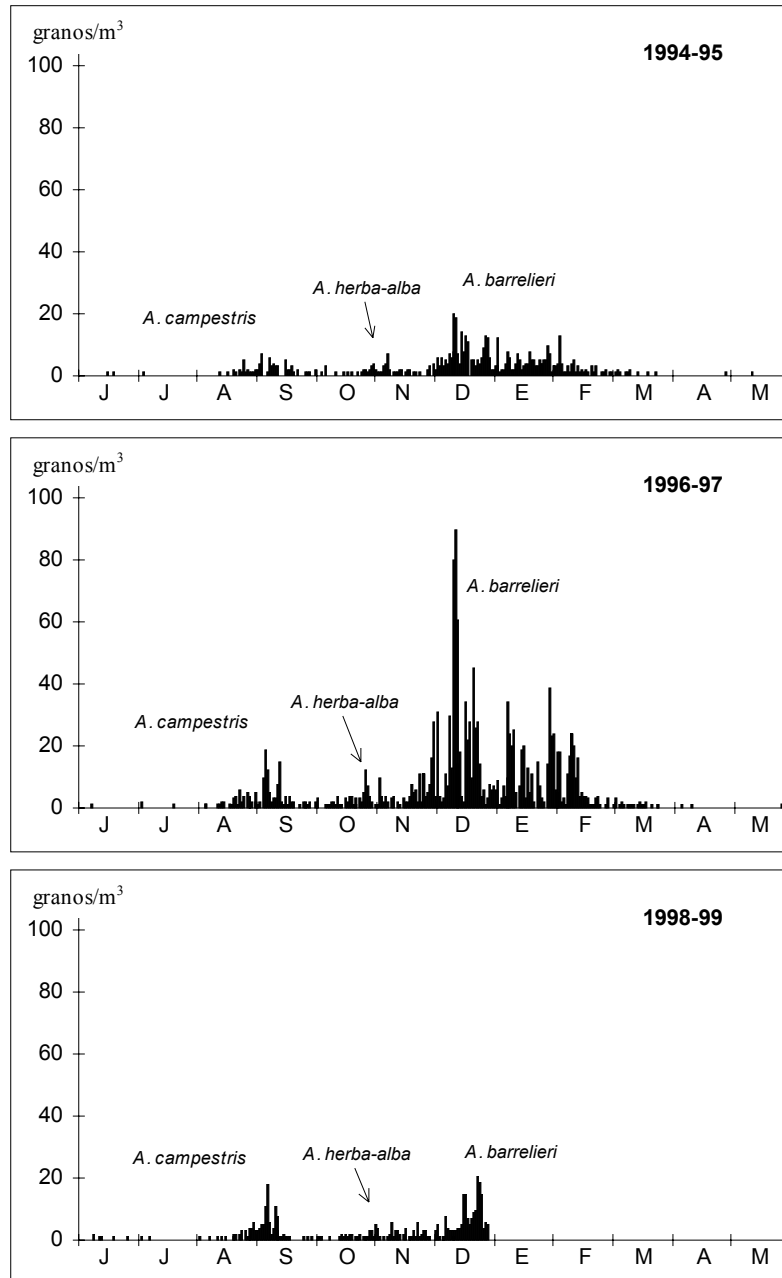 granos/m³
1994-95
100
80
60
40
20
0
A. campestris
A. herba-alba
A. barrelieri
J J A S O N D E F M A M
granos/m³
1996-97
100
80
60
40
20
0
A. campestris
A. herba-alba
A. barrelieri
J J A S O N D E F M A M
granos/m³
1998-99
100
80
60
40
20
0
A. campestris
A. herba-alba
A. barrelieri
J J A S O N D E F M A M